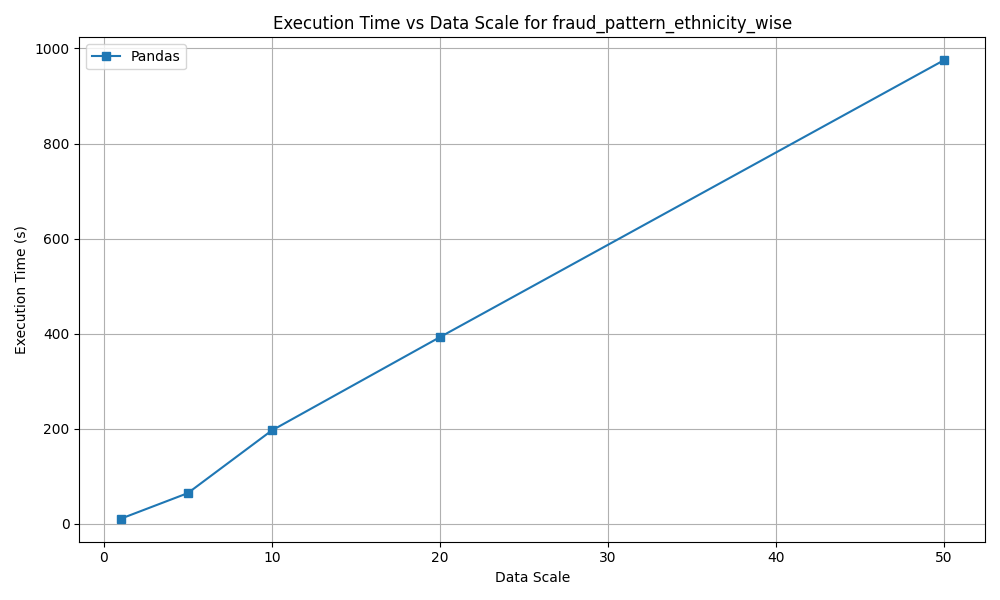 Execution Time vs Data Scale for fraud_pattern_ethnicity_wise
Pandas
1000
800
600
400
200
0
Execution Time (s)
0 10 20 30 40 50
Data Scale